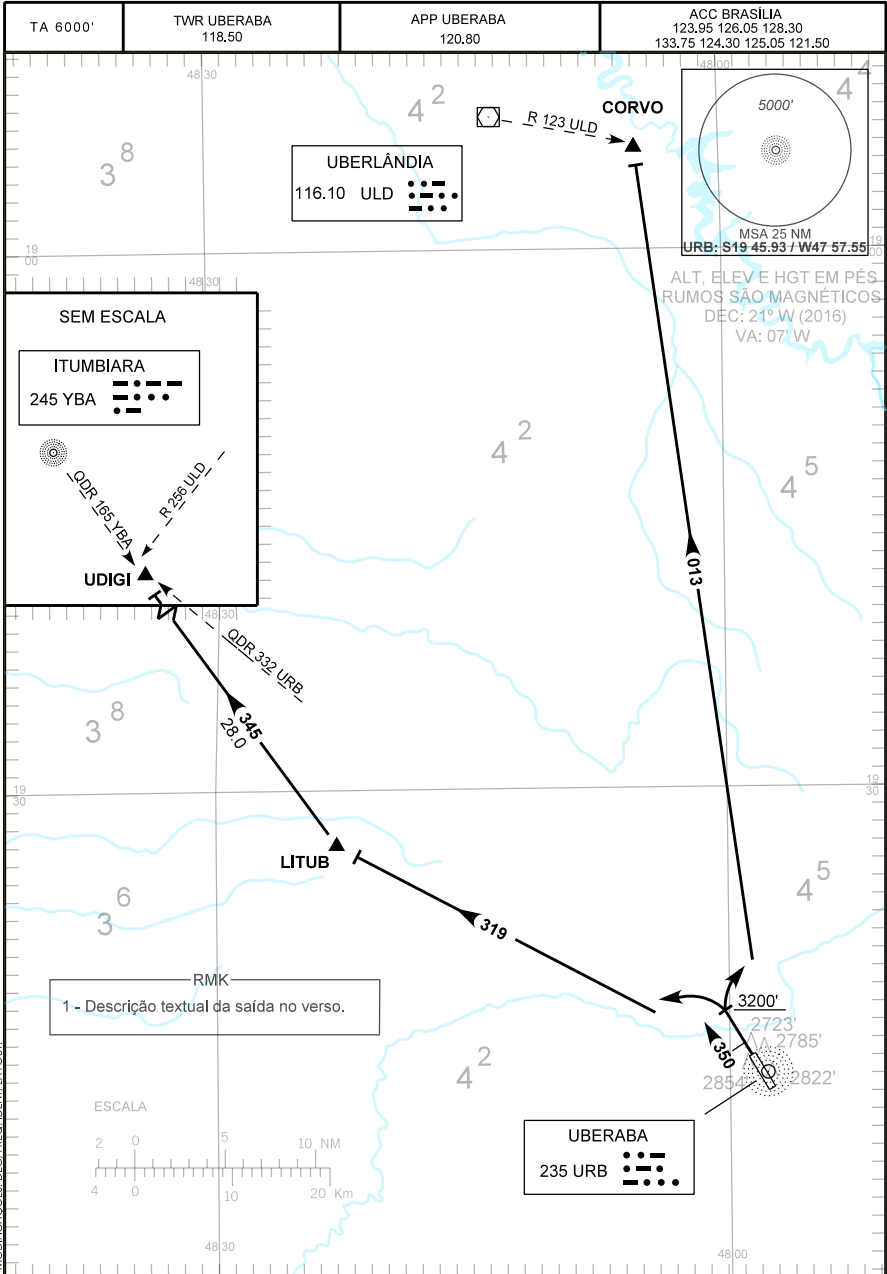 TA 6000'
TWR UBERABA
118.50
APP UBERABA
120.80
ACC BRASÍLIA
123.95 126.05 128.30
133.75 124.30 125.05 121.50
48 30
48 00
4 2
4 4
CORVO
R 123 ULD
5000'
3 8
UBERLÂNDIA
116.10 ULD
MSA 25 NM
URB: S19 45.93 / W47 57.55
19
00
19
00
48 30
ALT, ELEV E HGT EM PÉS
RUMOS SÃO MAGNÉTICOS
DEC: 21° W (2016)
VA: 07' W
SEM ESCALA
ITUMBIARA
245 YBA
4 2
4 5
QDR 165 YBA
R 256 ULD
UDIGI
013
48 30
QDR 332 URB
3 8
345
28.0
19
30
19
30
LITUB
4 5
3 6
319
RMK
1 - Descrição textual da saída no verso.
3200'
2723'
2785'
350
2854'
2822'
4 2
ESCALA
2 0 5 10 NM
4 0 10 20 Km
UBERABA
235 URB
48 30
48 00